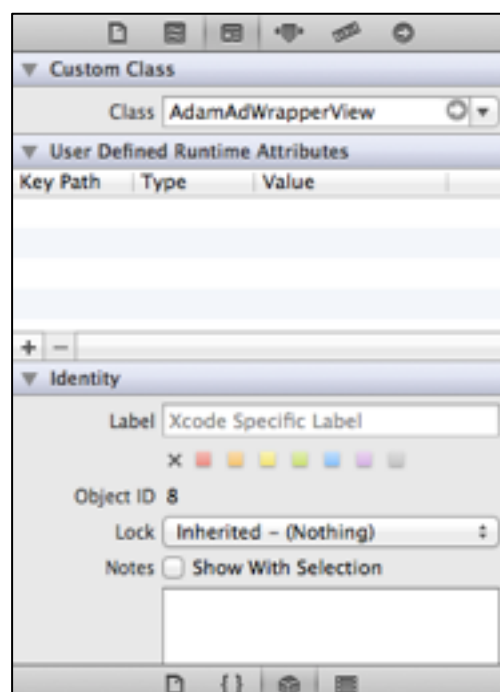 Custom Class
Class AdamAdWrapperView
User Defined Runtime Attributes
Key Path Type Value
+ −
Identity
Label Xcode Specific Label
×
Object ID 8
Lock Inherited – (Nothing)
Notes Show With Selection
{ }